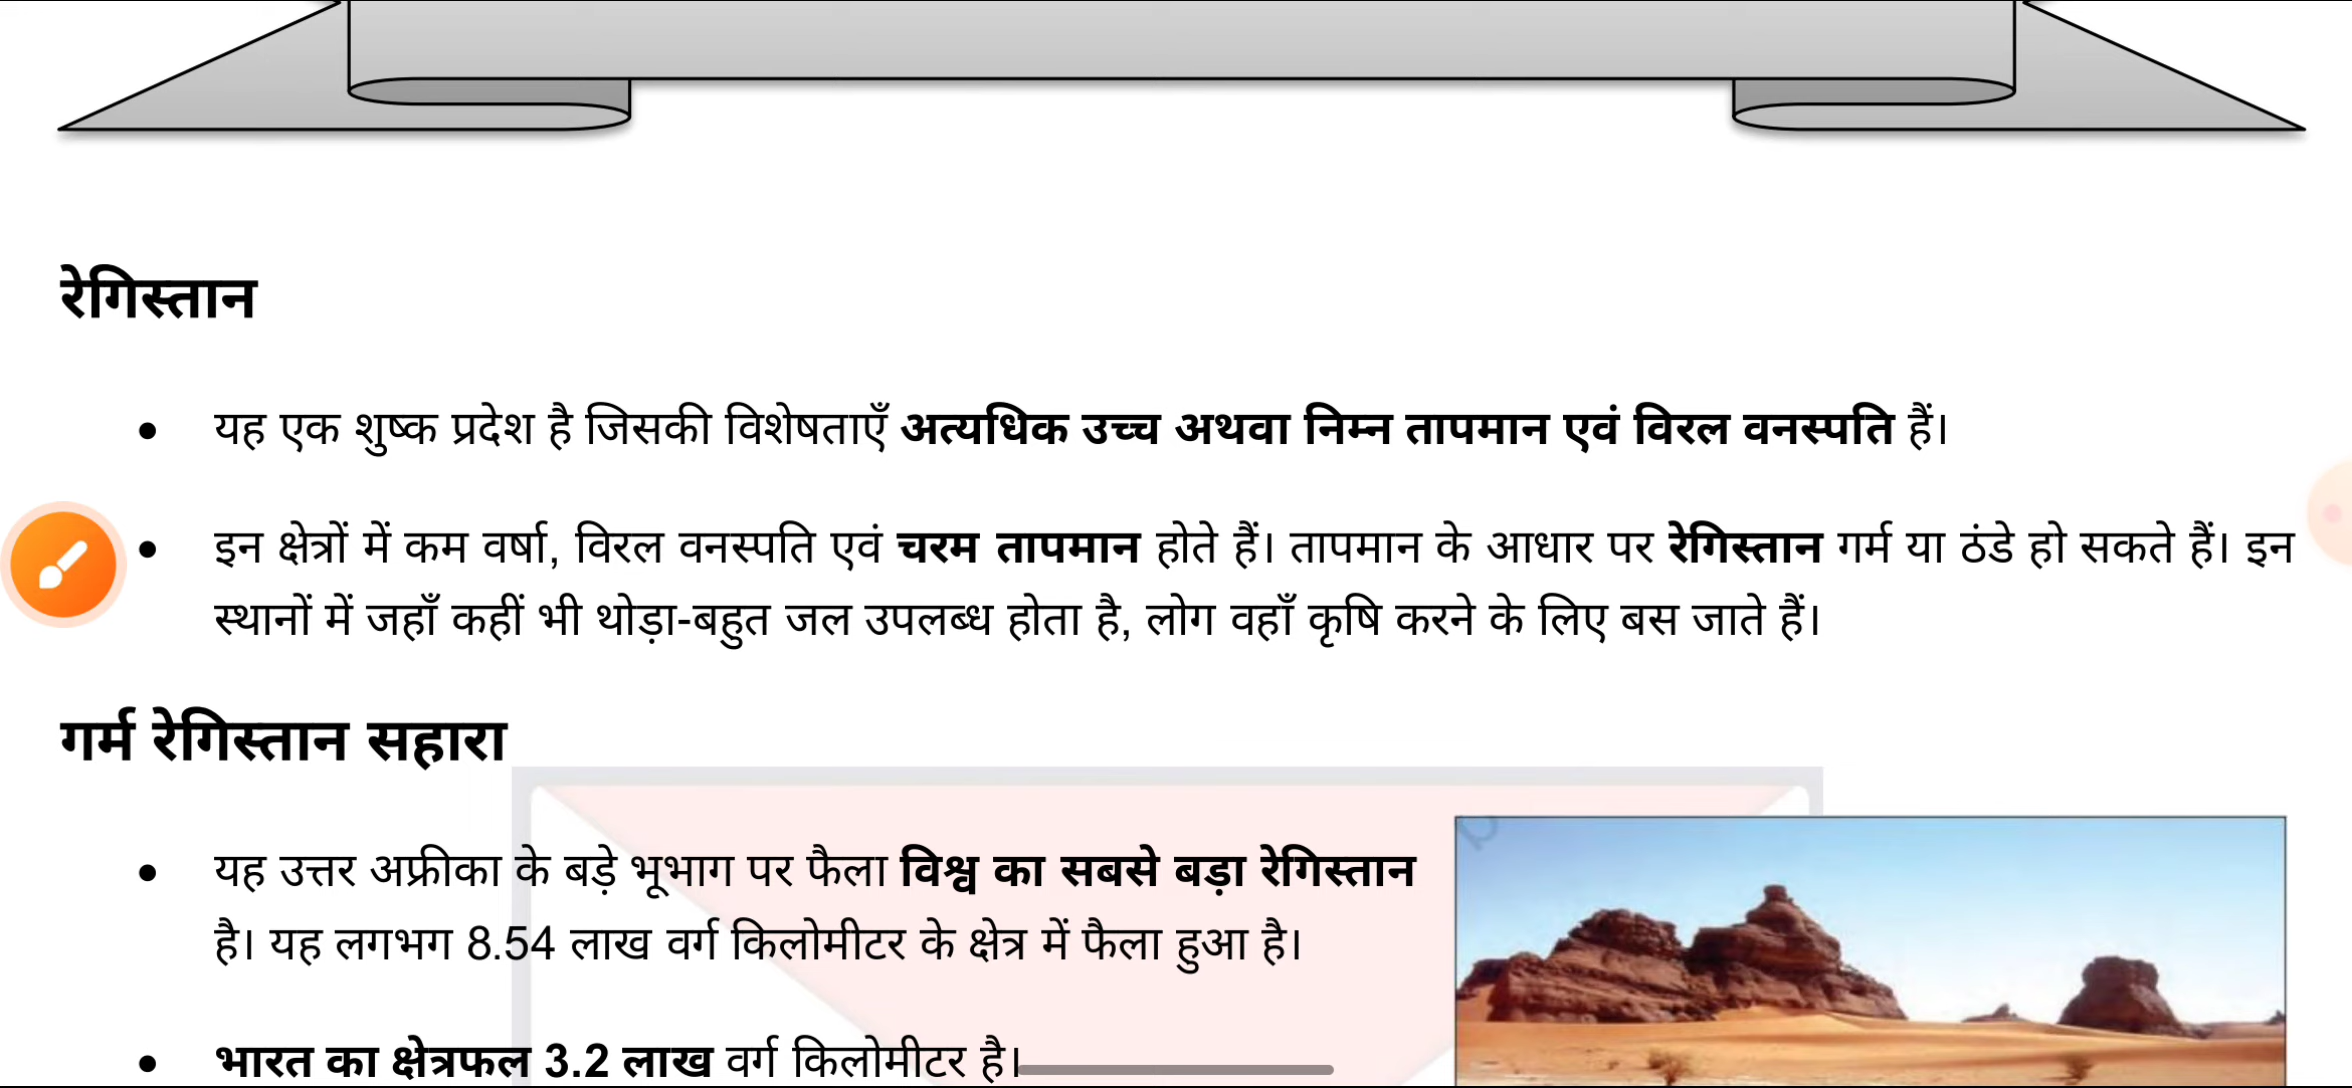 रेगिस्तान
• यह एक शुष्क प्रदेश है जिसकी विशेषताएँ अत्यधिक उच्च अथवा निम्न तापमान एवं विरल वनस्पति हैं।
• इन क्षेत्रों में कम वर्षा, विरल वनस्पति एवं चरम तापमान होते हैं। तापमान के आधार पर रेगिस्तान गर्म या ठंडे हो सकते हैं। इन
स्थानों में जहाँ कहीं भी थोड़ा-बहुत जल उपलब्ध होता है, लोग वहाँ कृषि करने के लिए बस जाते हैं।
गर्म रेगिस्तान सहारा
• यह उत्तर अफ्रीका के बड़े भूभाग पर फैला विश्व का सबसे बड़ा रेगिस्तान
है। यह लगभग 8.54 लाख वर्ग किलोमीटर के क्षेत्र में फैला हुआ है।
• भारत का क्षेत्रफल 3.2 लाख वर्ग किलोमीटर है।